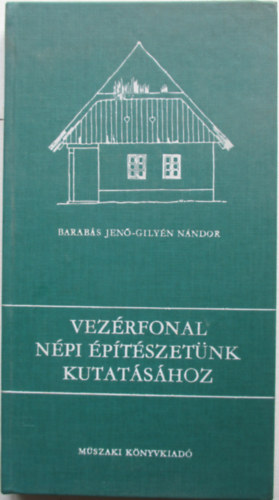 BARABÁS JENŐ-GILYÉN NÁNDOR
VEZÉRFONAL
NÉPI ÉPÍTÉSZETÜNK
KUTATÁSÁHOZ
MŰSZAKI KÖNYVKIADÓ